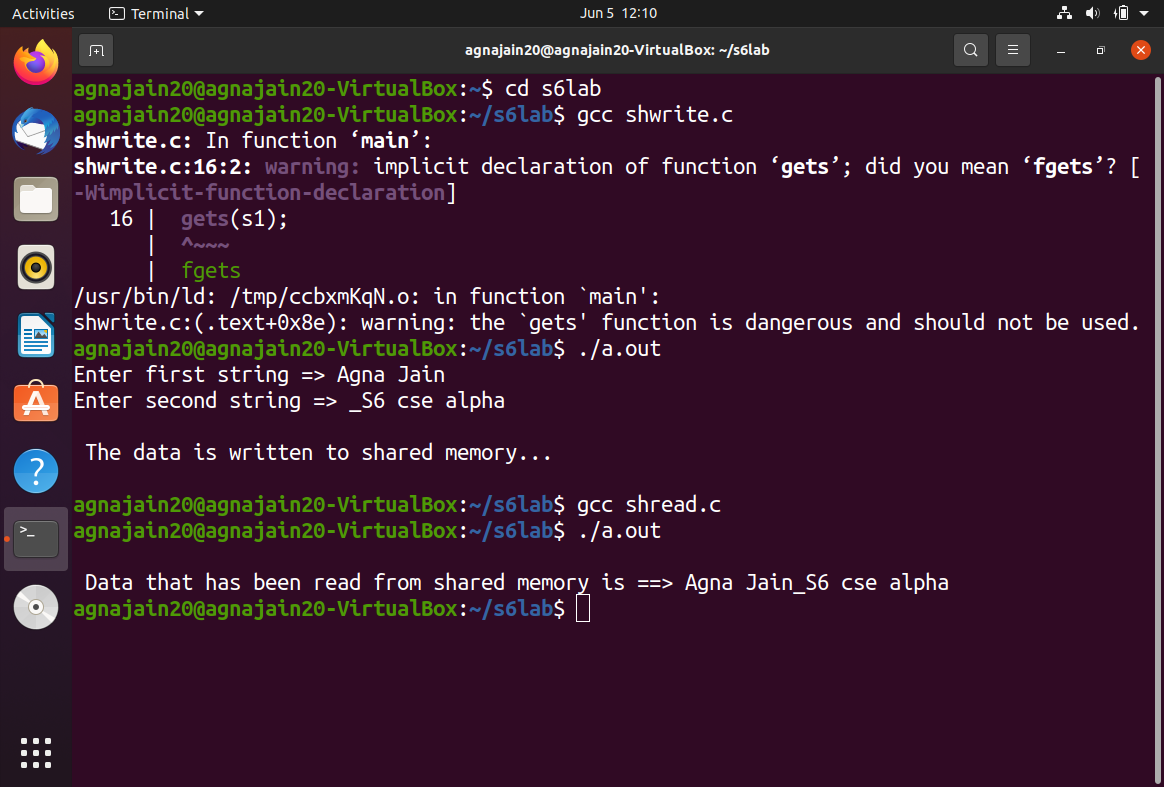 Activities
Terminal
Jun 5 12:10
agnajain20@agnajain20-VirtualBox: ~/s6lab
agnajain20@agnajain20-VirtualBox:~$ cd s6lab
agnajain20@agnajain20-VirtualBox:~/s6lab$ gcc shwrite.c
shwrite.c: In function ‘main’:
shwrite.c:16:2: warning: implicit declaration of function ‘gets’; did you mean ‘fgets’? [
-Wimplicit-function-declaration]
   16 |  gets(s1);
      |  ^~~~
      |  fgets
/usr/bin/ld: /tmp/ccbxmKqN.o: in function `main':
shwrite.c:(.text+0x8e): warning: the `gets' function is dangerous and should not be used.
agnajain20@agnajain20-VirtualBox:~/s6lab$ ./a.out
Enter first string => Agna Jain
Enter second string => _S6 cse alpha
 The data is written to shared memory...
agnajain20@agnajain20-VirtualBox:~/s6lab$ gcc shread.c
agnajain20@agnajain20-VirtualBox:~/s6lab$ ./a.out
 Data that has been read from shared memory is ==> Agna Jain_S6 cse alpha
agnajain20@agnajain20-VirtualBox:~/s6lab$